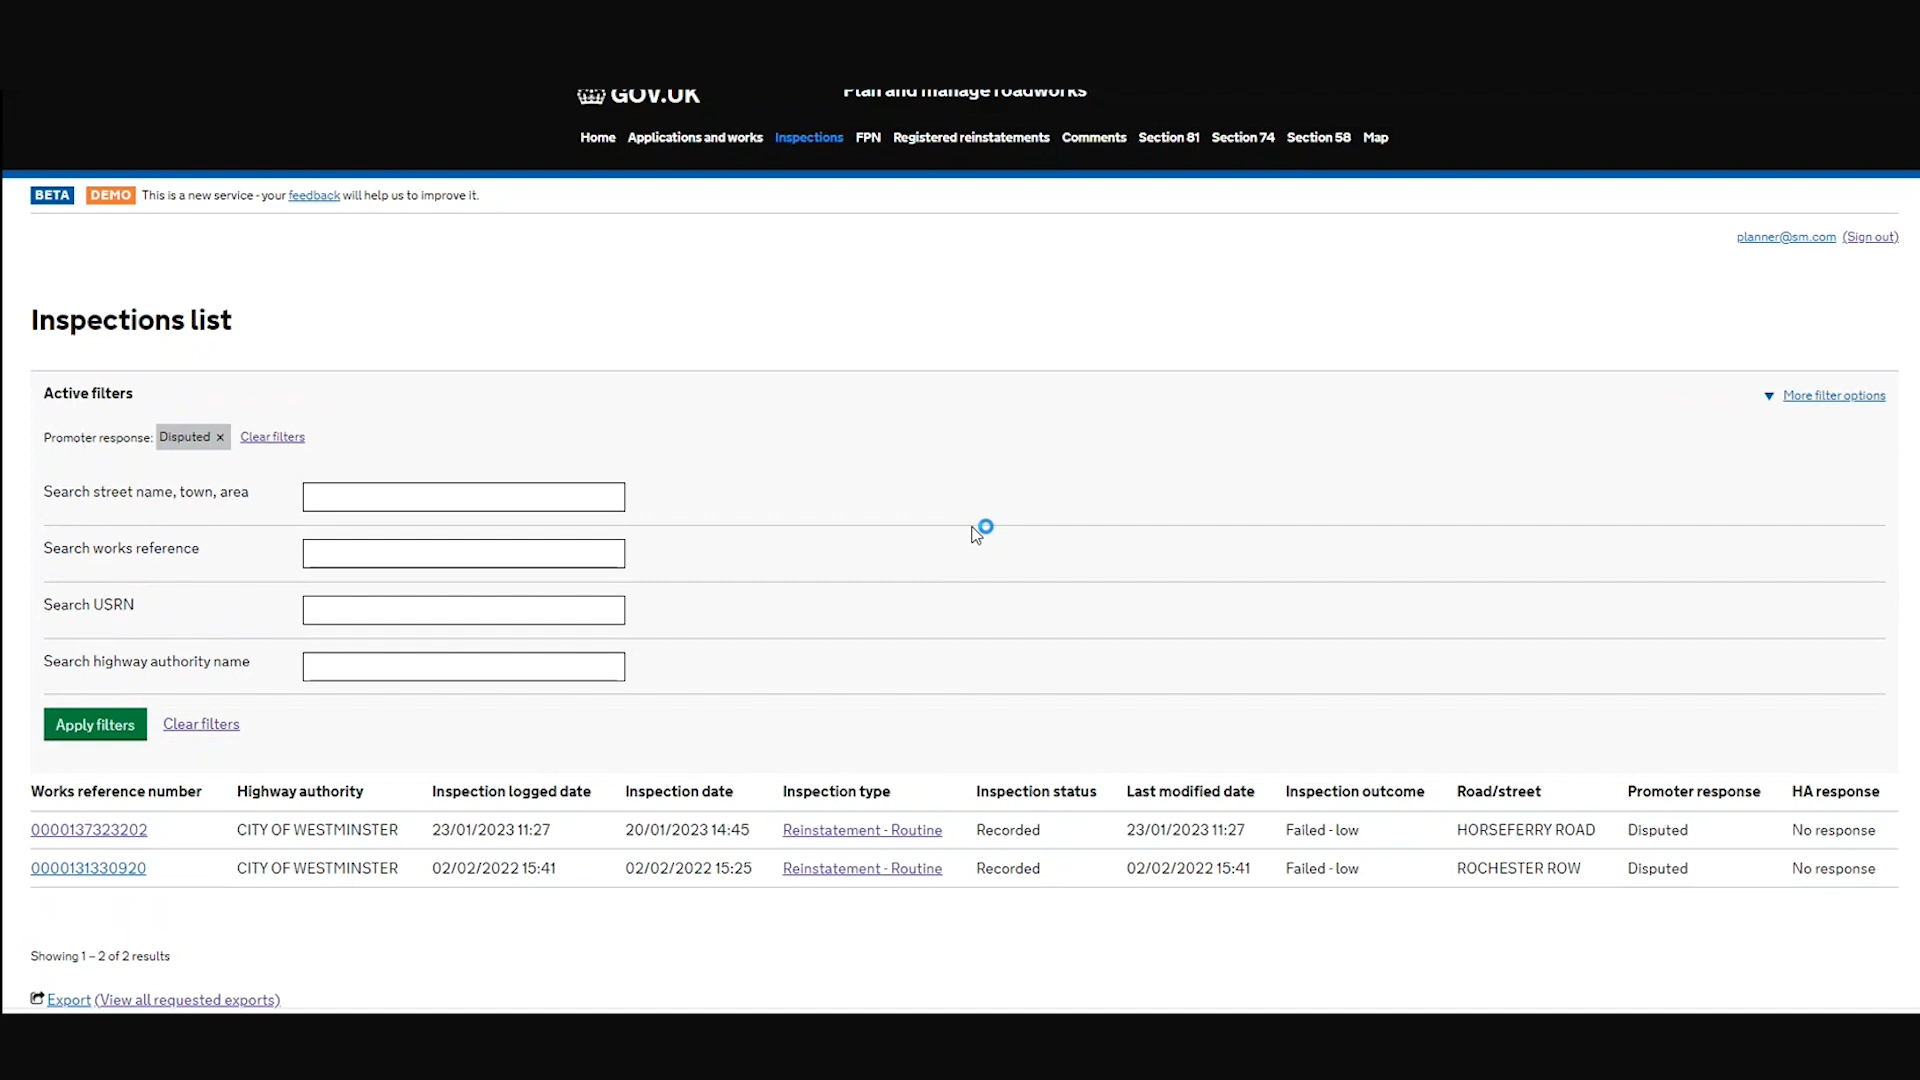 GOV.UK Plan and manage roadworks
Home Applications and works Inspections FPN Registered reinstatements Comments Section 81 Section 74 Section 58 Map
BETA DEMO This is a new service - your feedback will help us to improve it.
planner@sm.com (Sign out)
Inspections list
Active filters
More filter options
Promoter response: Disputed × Clear filters
Search street name, town, area
Search works reference
Search USRN
Search highway authority name
Apply filters Clear filters
Works reference number Highway authority Inspection logged date Inspection date Inspection type Inspection status Last modified date Inspection outcome Road/street Promoter response HA response
0000137323202 CITY OF WESTMINSTER 23/01/2023 11:27 20/01/2023 14:45 Reinstatement - Routine Recorded 23/01/2023 11:27 Failed - low HORSEFERRY ROAD Disputed No response
0000131330920 CITY OF WESTMINSTER 02/02/2022 15:41 02/02/2022 15:25 Reinstatement - Routine Recorded 02/02/2022 15:41 Failed - low ROCHESTER ROW Disputed No response
Showing 1 – 2 of 2 results
Export (View all requested exports)